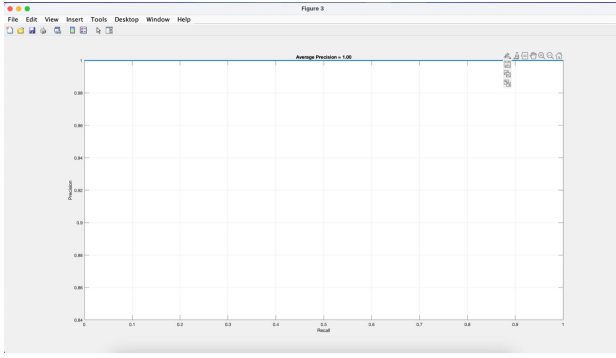 Figure 3
File Edit View Insert Tools Desktop Window Help
Average Precision = 1.00
1
0.98
0.96
0.94
0.92
0.9
0.88
0.86
0.84
Precision
0 0.1 0.2 0.3 0.4 0.5 0.6 0.7 0.8 0.9 1
Recall